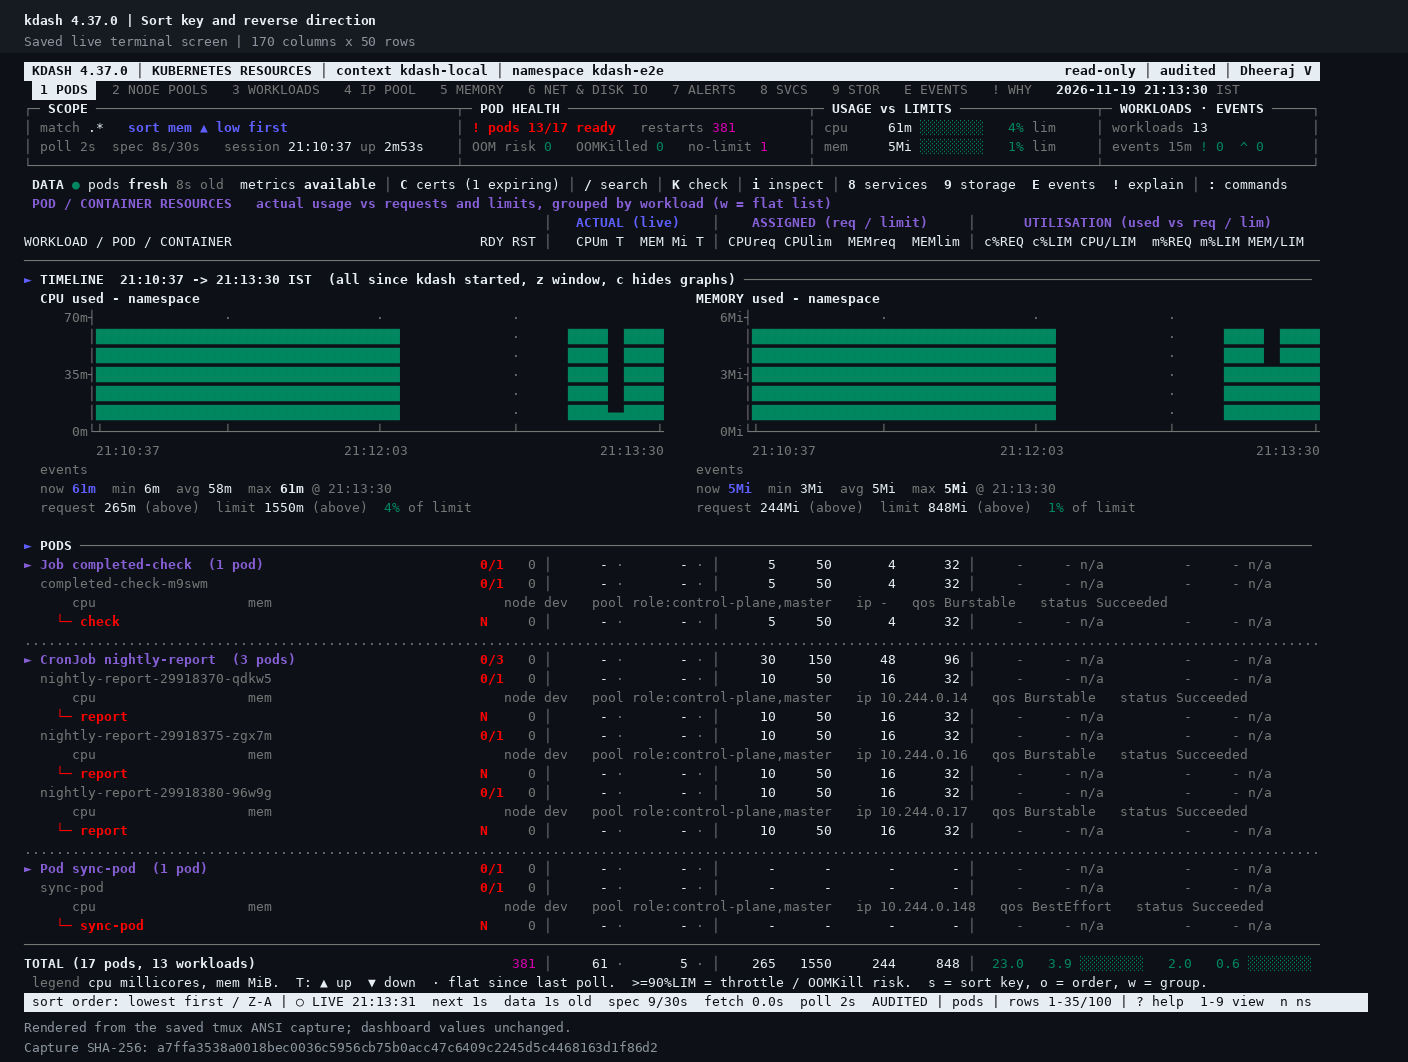 kdash 4.37.0 | Sort key and reverse direction
Saved live terminal screen | 170 columns x 50 rows
KDASH 4.37.0 │ KUBERNETES RESOURCES │ context kdash-local │ namespace kdash-e2e read-only │ audited │ Dheeraj V
1 PODS 2 NODE POOLS 3 WORKLOADS 4 IP POOL 5 MEMORY 6 NET & DISK IO 7 ALERTS 8 SVCS 9 STOR E EVENTS ! WHY 2026-11-19 21:13:30 IST
SCOPE POD HEALTH USAGE vs LIMITS WORKLOADS · EVENTS
match .* sort mem ▲ low first │ ! pods 13/17 ready restarts 381 │ cpu 61m ░░░░░░░░ 4% lim │ workloads 13
poll 2s spec 8s/30s session 21:10:37 up 2m53s │ OOM risk 0 OOMKilled 0 no-limit 1 │ mem 5Mi ░░░░░░░░ 1% lim │ events 15m ! 0 ^ 0
DATA ● pods fresh 8s old metrics available │ C certs (1 expiring) │ / search │ K check │ i inspect │ 8 services 9 storage E events ! explain │ : commands
POD / CONTAINER RESOURCES actual usage vs requests and limits, grouped by workload (w = flat list)
│ ACTUAL (live) │ ASSIGNED (req / limit) │ UTILISATION (used vs req / lim)
WORKLOAD / POD / CONTAINER RDY RST │ CPUm T MEM Mi T │ CPUreq CPUlim MEMreq MEMlim │ c%REQ c%LIM CPU/LIM m%REQ m%LIM MEM/LIM
► TIMELINE 21:10:37 -> 21:13:30 IST (all since kdash started, z window, c hides graphs)
CPU used - namespace MEMORY used - namespace
70m 6Mi
35m 3Mi
0m 0Mi
21:10:37 21:12:03 21:13:30 21:10:37 21:12:03 21:13:30
events events
now 61m min 6m avg 58m max 61m @ 21:13:30 now 5Mi min 3Mi avg 5Mi max 5Mi @ 21:13:30
request 265m (above) limit 1550m (above) 4% of limit request 244Mi (above) limit 848Mi (above) 1% of limit
► PODS
► Job completed-check (1 pod) 0/1 0 │ - · - · │ 5 50 4 32 │ - - n/a - - n/a
completed-check-m9swm 0/1 0 │ - · - · │ 5 50 4 32 │ - - n/a - - n/a
cpu mem node dev pool role:control-plane,master ip - qos Burstable status Succeeded
└─ check N 0 │ - · - · │ 5 50 4 32 │ - - n/a - - n/a
► CronJob nightly-report (3 pods) 0/3 0 │ - · - · │ 30 150 48 96 │ - - n/a - - n/a
nightly-report-29918370-qdkw5 0/1 0 │ - · - · │ 10 50 16 32 │ - - n/a - - n/a
cpu mem node dev pool role:control-plane,master ip 10.244.0.14 qos Burstable status Succeeded
└─ report N 0 │ - · - · │ 10 50 16 32 │ - - n/a - - n/a
nightly-report-29918375-zgx7m 0/1 0 │ - · - · │ 10 50 16 32 │ - - n/a - - n/a
cpu mem node dev pool role:control-plane,master ip 10.244.0.16 qos Burstable status Succeeded
└─ report N 0 │ - · - · │ 10 50 16 32 │ - - n/a - - n/a
nightly-report-29918380-96w9g 0/1 0 │ - · - · │ 10 50 16 32 │ - - n/a - - n/a
cpu mem node dev pool role:control-plane,master ip 10.244.0.17 qos Burstable status Succeeded
└─ report N 0 │ - · - · │ 10 50 16 32 │ - - n/a - - n/a
► Pod sync-pod (1 pod) 0/1 0 │ - · - · │ - - - - │ - - n/a - - n/a
sync-pod 0/1 0 │ - · - · │ - - - - │ - - n/a - - n/a
cpu mem node dev pool role:control-plane,master ip 10.244.0.148 qos BestEffort status Succeeded
└─ sync-pod N 0 │ - · - · │ - - - - │ - - n/a - - n/a
TOTAL (17 pods, 13 workloads) 381 │ 61 · 5 · │ 265 1550 244 848 │ 23.0 3.9 ░░░░░░░░ 2.0 0.6 ░░░░░░░░
legend cpu millicores, mem MiB. T: ▲ up ▼ down · flat since last poll. >=90%LIM = throttle / OOMKill risk. s = sort key, o = order, w = group.
sort order: lowest first / Z-A | ○ LIVE 21:13:31 next 1s data 1s old spec 9/30s fetch 0.0s poll 2s AUDITED | pods | rows 1-35/100 | ? help 1-9 view n ns
Rendered from the saved tmux ANSI capture; dashboard values unchanged.
Capture SHA-256: a7ffa3538a0018bec0036c5956cb75b0acc47c6409c2245d5c4468163d1f86d2